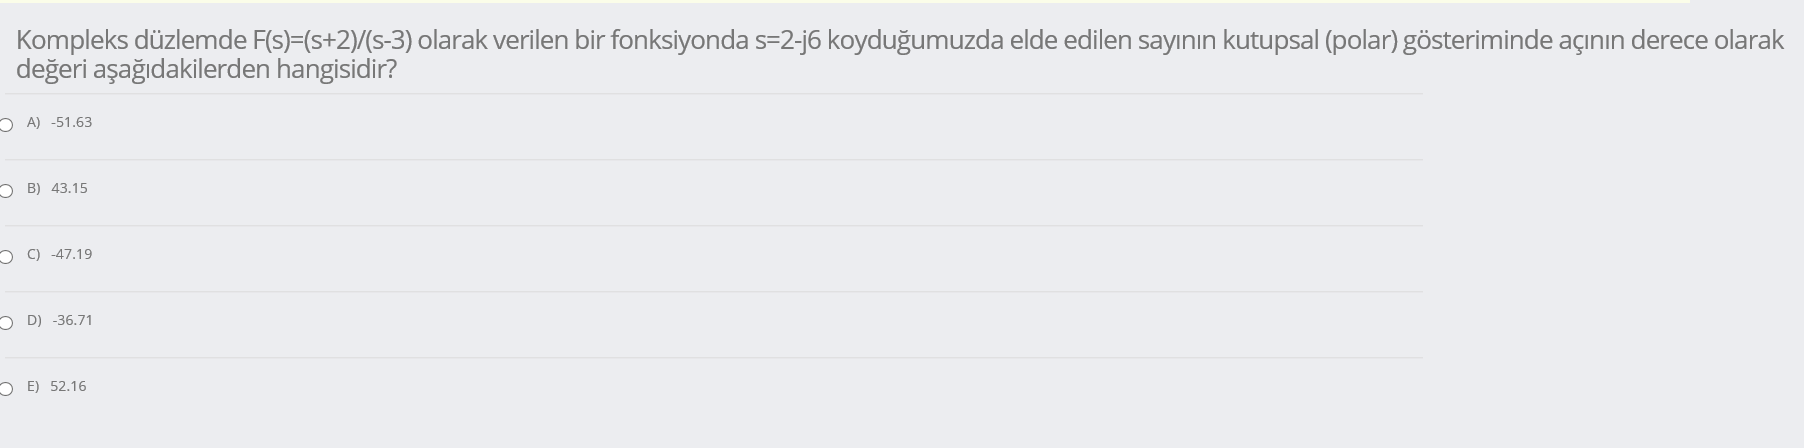 Kompleks düzlemde F(s)=(s+2)/(s-3) olarak verilen bir fonksiyonda s=2-j6 koyduğumuzda elde edilen sayının kutupsal (polar) gösteriminde açının derece olarak
değeri aşağıdakilerden hangisidir?
A) -51.63
B) 43.15
C) -47.19
D) -36.71
E) 52.16